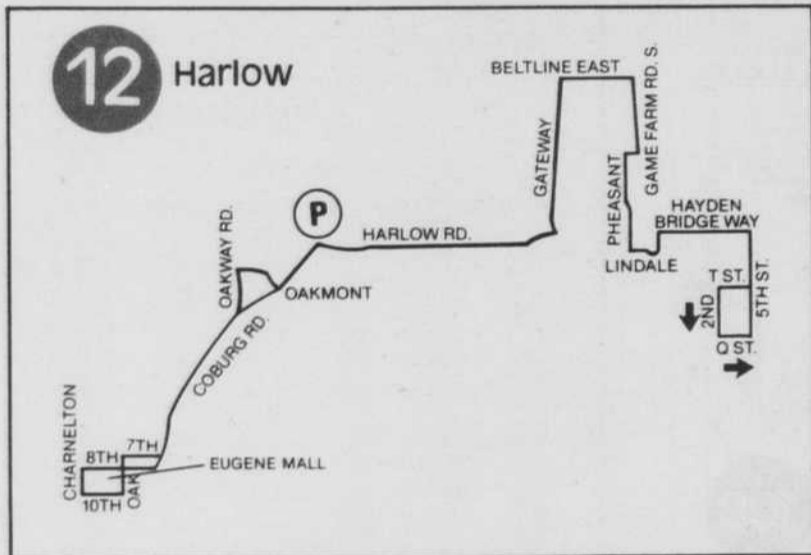 12 Harlow
BELTLINE EAST
GAME FARM RD. S.
GATEWAY
PHEASANT
P
HAYDEN
BRIDGE WAY
OAKWAY RD.
HARLOW RD.
LINDALE
OAKMONT
T ST.
5TH ST.
2ND
COBURG RD.
Q ST.
CHARNELTON
7TH
8TH
EUGENE MALL
OAK
10TH